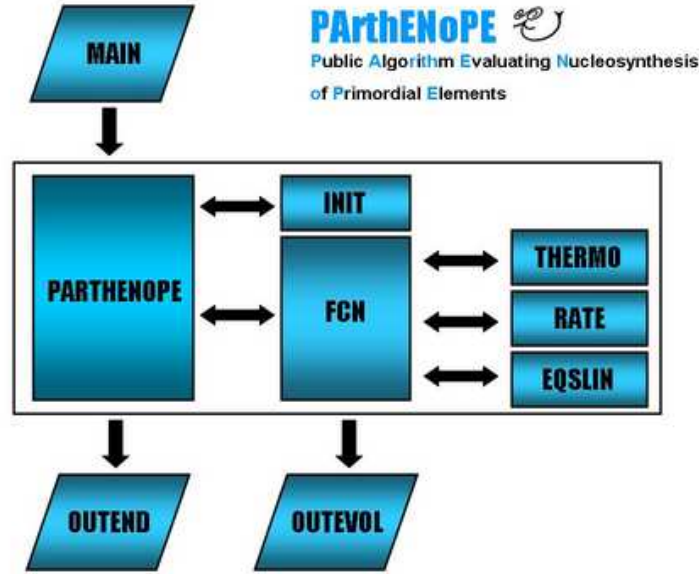 PArthENoPE
Public Algorithm Evaluating Nucleosynthesis
of Primordial Elements
MAIN
PARTHENOPE
INIT
FCN
THERMO
RATE
EQSLIN
OUTEND
OUTEVOL